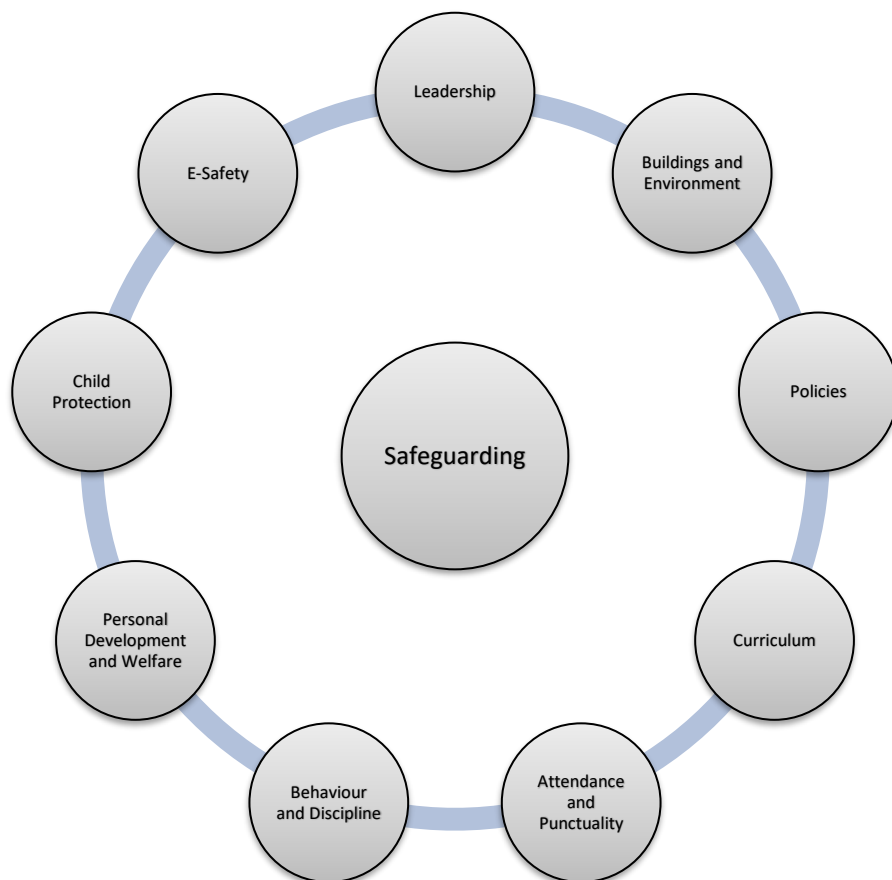 Leadership
Buildings and
Environment
Policies
Curriculum
Attendance
and
Punctuality
Behaviour
and Discipline
Personal
Development
and Welfare
Child
Protection
E-Safety
Safeguarding